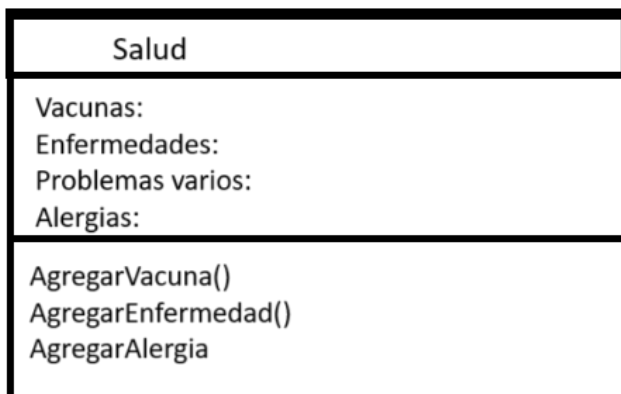 Salud
Vacunas:
Enfermedades:
Problemas varios:
Alergias:
AgregarVacuna()
AgregarEnfermedad()
AgregarAlergia